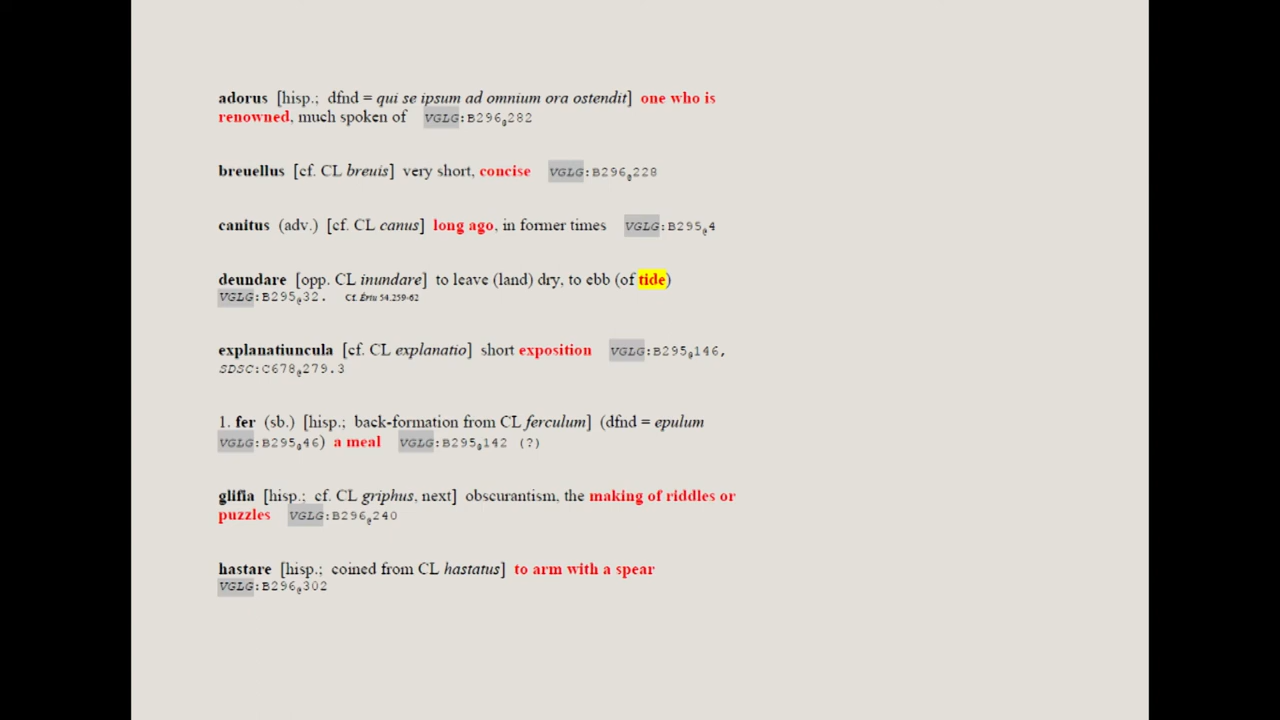 adorus [hisp.; dfnd = qui se ipsum ad omnium ora ostendit] one who is
renowned, much spoken of VGLG:B296@282
breuellus [cf. CL breuis] very short, concise VGLG:B296@228
canitus (adv.) [cf. CL canus] long ago, in former times VGLG:B295@4
deundare [opp. CL inundare] to leave (land) dry, to ebb (of tide)
VGLG:B295@32. Cf. Ériu 54.259-62
explanatiuncula [cf. CL explanatio] short exposition VGLG:B295@146,
SDSC:C678@279.3
1. fer (sb.) [hisp.; back-formation from CL ferculum] (dfnd = epulum
VGLG:B295@46) a meal VGLG:B295@142 (?)
glifia [hisp.; cf. CL griphus, next] obscurantism, the making of riddles or
puzzles VGLG:B296@240
hastare [hisp.; coined from CL hastatus] to arm with a spear
VGLG:B296@302